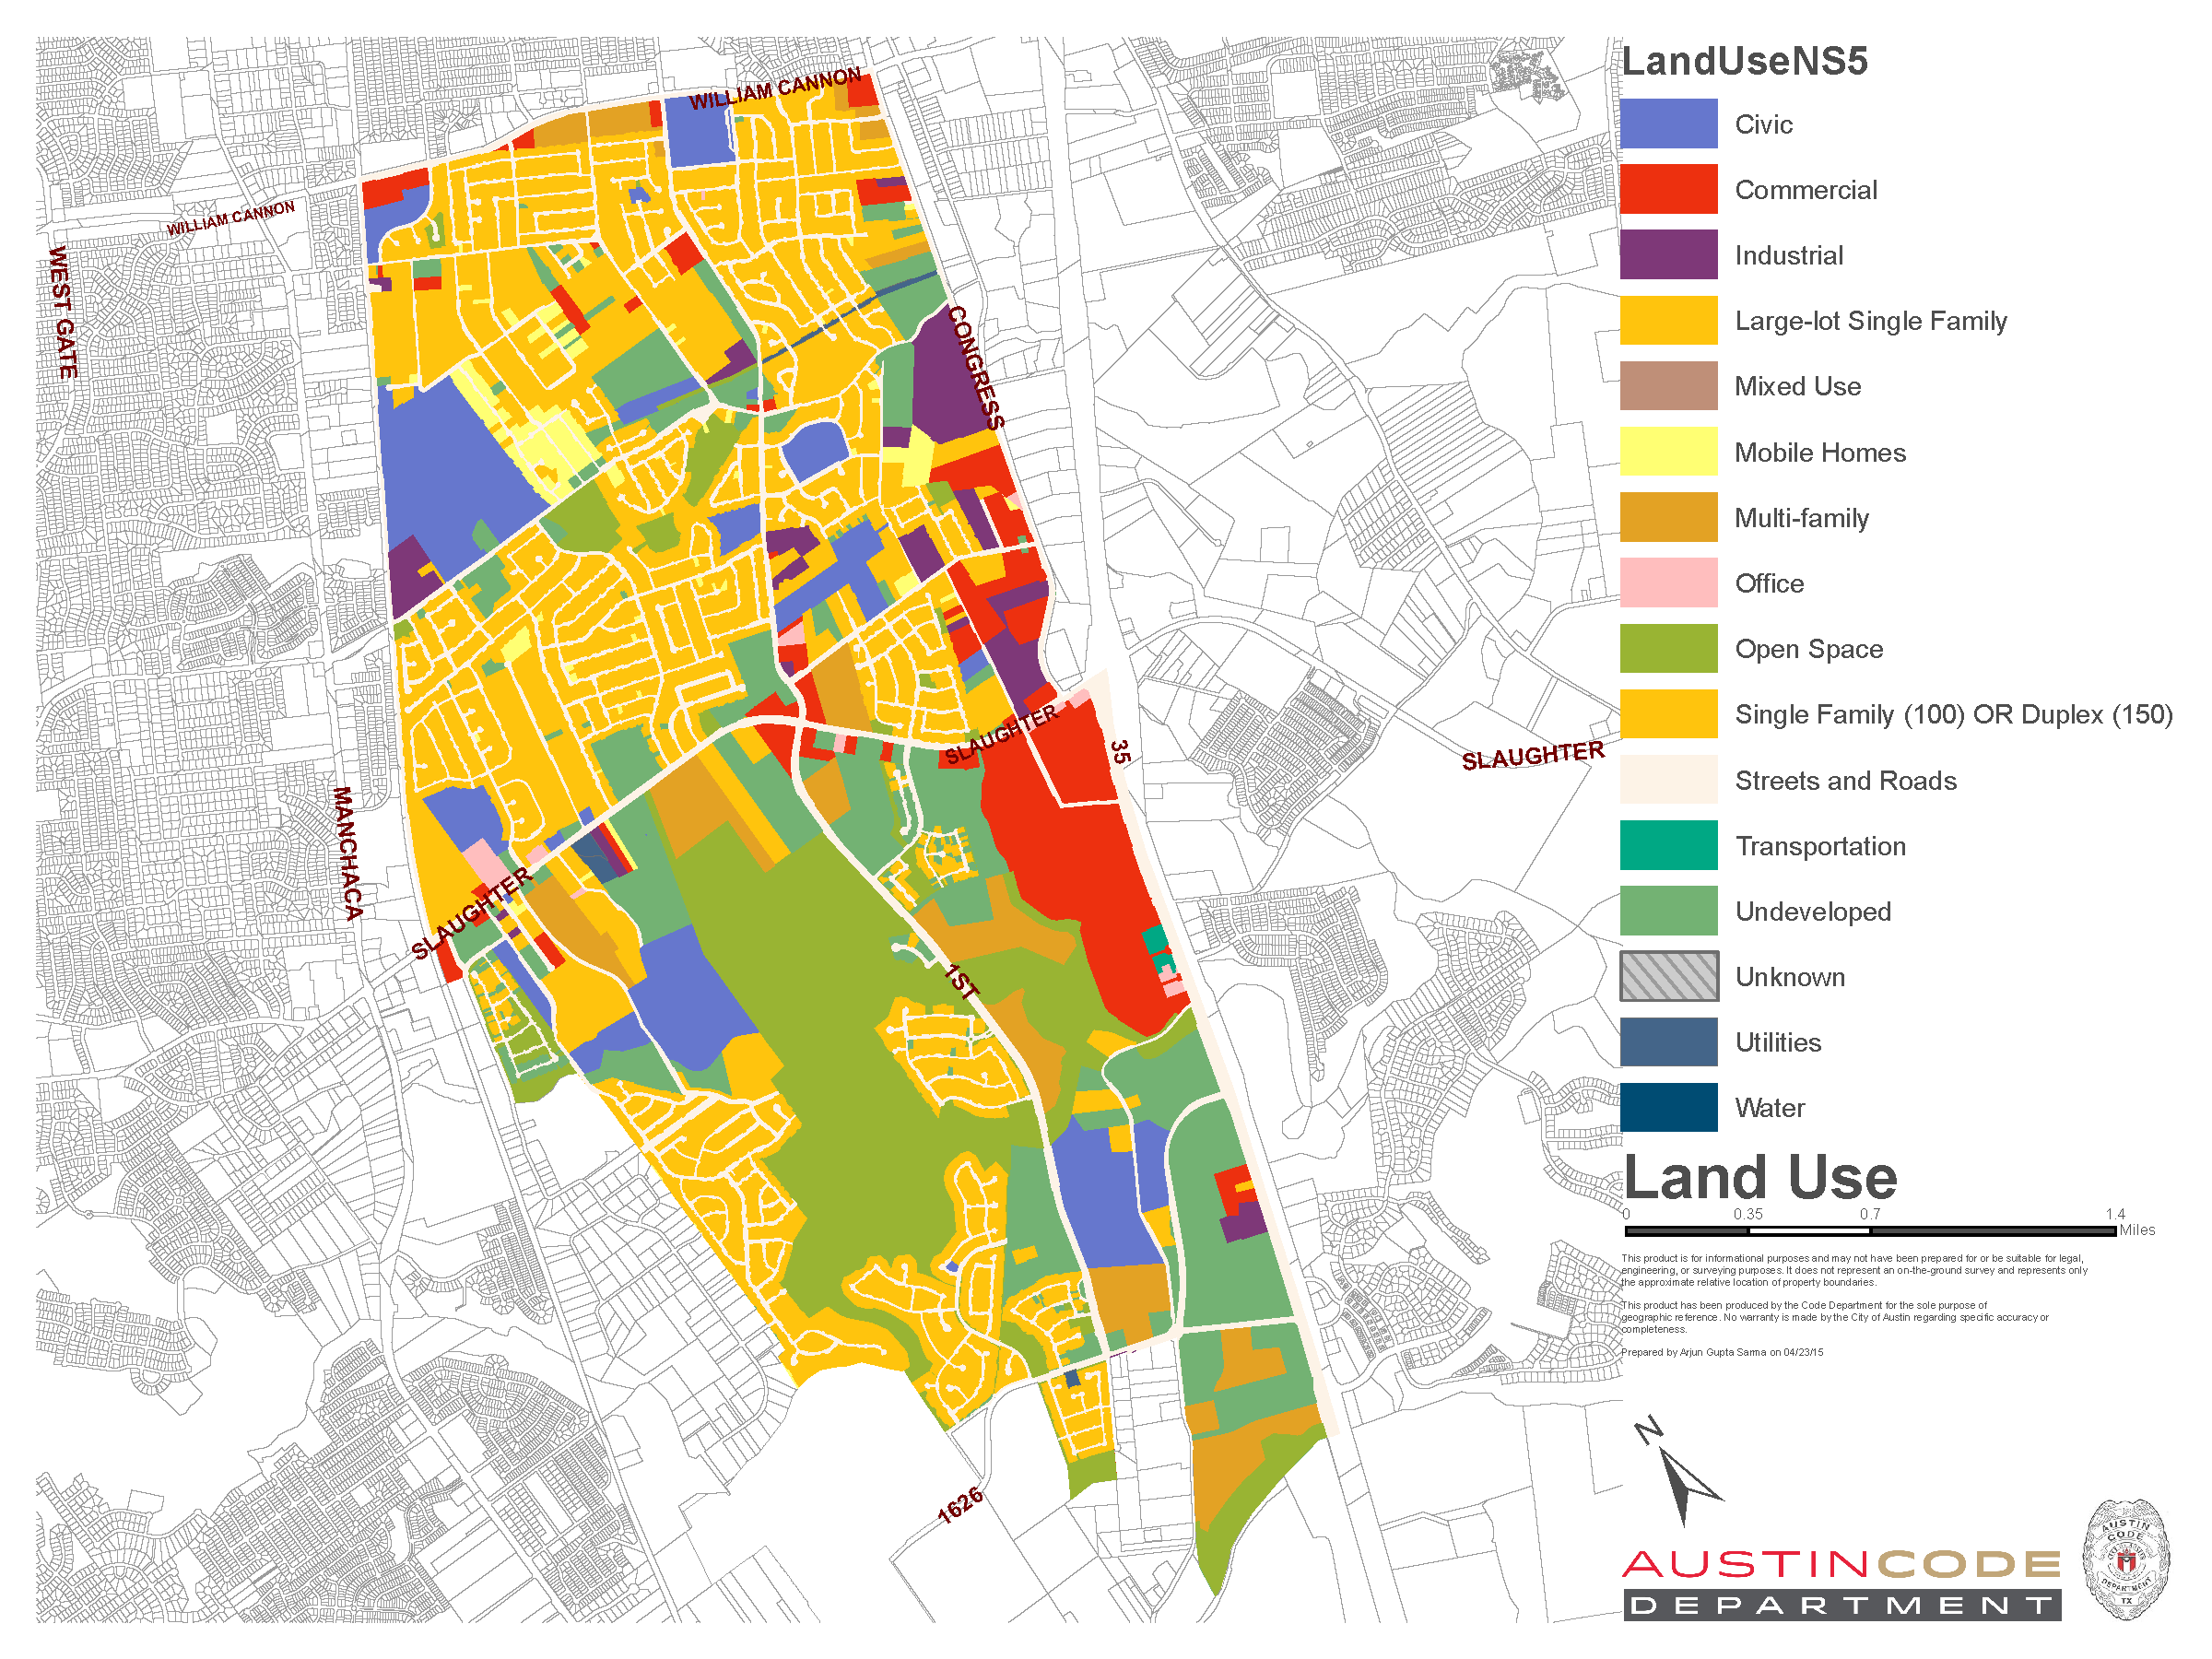 LandUseNS5
Civic
Commercial
Industrial
Large-lot Single Family
Mixed Use
Mobile Homes
Multi-family
Office
Open Space
Single Family (100) OR Duplex (150)
Streets and Roads
Transportation
Undeveloped
Unknown
Utilities
Water
Land Use
0 0.35 0.7 1.4
Miles
This product is for informational purposes and may not have been prepared for or be suitable for legal,
engineering, or surveying purposes. It does not represent an on-the-ground survey and represents only
the approximate relative location of property boundaries.
This product has been produced by the Code Department for the sole purpose of
geographic reference. No warranty is made by the City of Austin regarding specific accuracy or
completeness.
Prepared by Arjun Gupta Sarma on 04/23/15
N
AUSTINCODE
DEPARTMENT
AUSTIN
CODE
DEPARTMENT
TX
WILLIAM CANNON
WILLIAM CANNON
WEST GATE
CONGRESS
SLAUGHTER
35
SLAUGHTER
MANCHACA
SLAUGHTER
1ST
1626